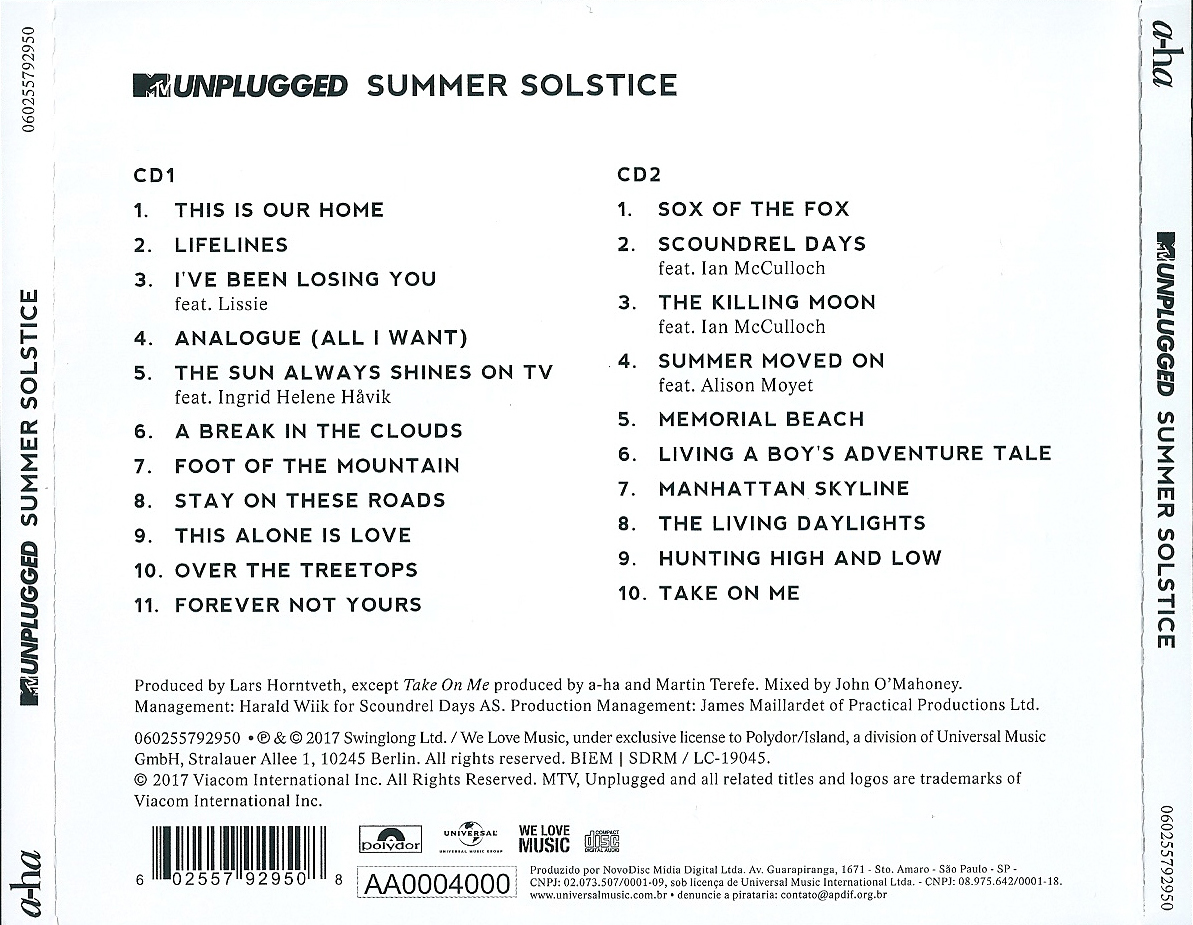 060255792950
a-ha
MTV UNPLUGGED SUMMER SOLSTICE
MTV UNPLUGGED SUMMER SOLSTICE
CD1
1. THIS IS OUR HOME
2. LIFELINES
3. I'VE BEEN LOSING YOU
feat. Lissie
4. ANALOGUE (ALL I WANT)
5. THE SUN ALWAYS SHINES ON TV
feat. Ingrid Helene Håvik
6. A BREAK IN THE CLOUDS
7. FOOT OF THE MOUNTAIN
8. STAY ON THESE ROADS
9. THIS ALONE IS LOVE
10. OVER THE TREETOPS
11. FOREVER NOT YOURS
CD2
1. SOX OF THE FOX
2. SCOUNDREL DAYS
feat. Ian McCulloch
3. THE KILLING MOON
feat. Ian McCulloch
4. SUMMER MOVED ON
feat. Alison Moyet
5. MEMORIAL BEACH
6. LIVING A BOY'S ADVENTURE TALE
7. MANHATTAN SKYLINE
8. THE LIVING DAYLIGHTS
9. HUNTING HIGH AND LOW
10. TAKE ON ME
Produced by Lars Horntveth, except Take On Me produced by a-ha and Martin Terefe. Mixed by John O'Mahoney.
Management: Harald Wiik for Scoundrel Days AS. Production Management: James Maillardet of Practical Productions Ltd.
060255792950 • ℗ & © 2017 Swinglong Ltd. / We Love Music, under exclusive license to Polydor/Island, a division of Universal Music
GmbH, Stralauer Allee 1, 10245 Berlin. All rights reserved. BIEM | SDRM / LC-19045.
© 2017 Viacom International Inc. All Rights Reserved. MTV, Unplugged and all related titles and logos are trademarks of
Viacom International Inc.
6 02557 92950 8
polydor
UNIVERSAL
UNIVERSAL MUSIC GROUP
WE LOVE
MUSIC
COMPACT
disc
DIGITAL AUDIO
AA0004000
Produzido por NovoDisc Mídia Digital Ltda. Av. Guarapiranga, 1671 - Sto. Amaro - São Paulo - SP -
CNPJ: 02.073.507/0001-09, sob licença de Universal Music International Ltda. - CNPJ: 08.975.642/0001-18.
www.universalmusic.com.br • denuncie a pirataria: contato@apdif.org.br
a-ha
MTV UNPLUGGED SUMMER SOLSTICE
060255792950